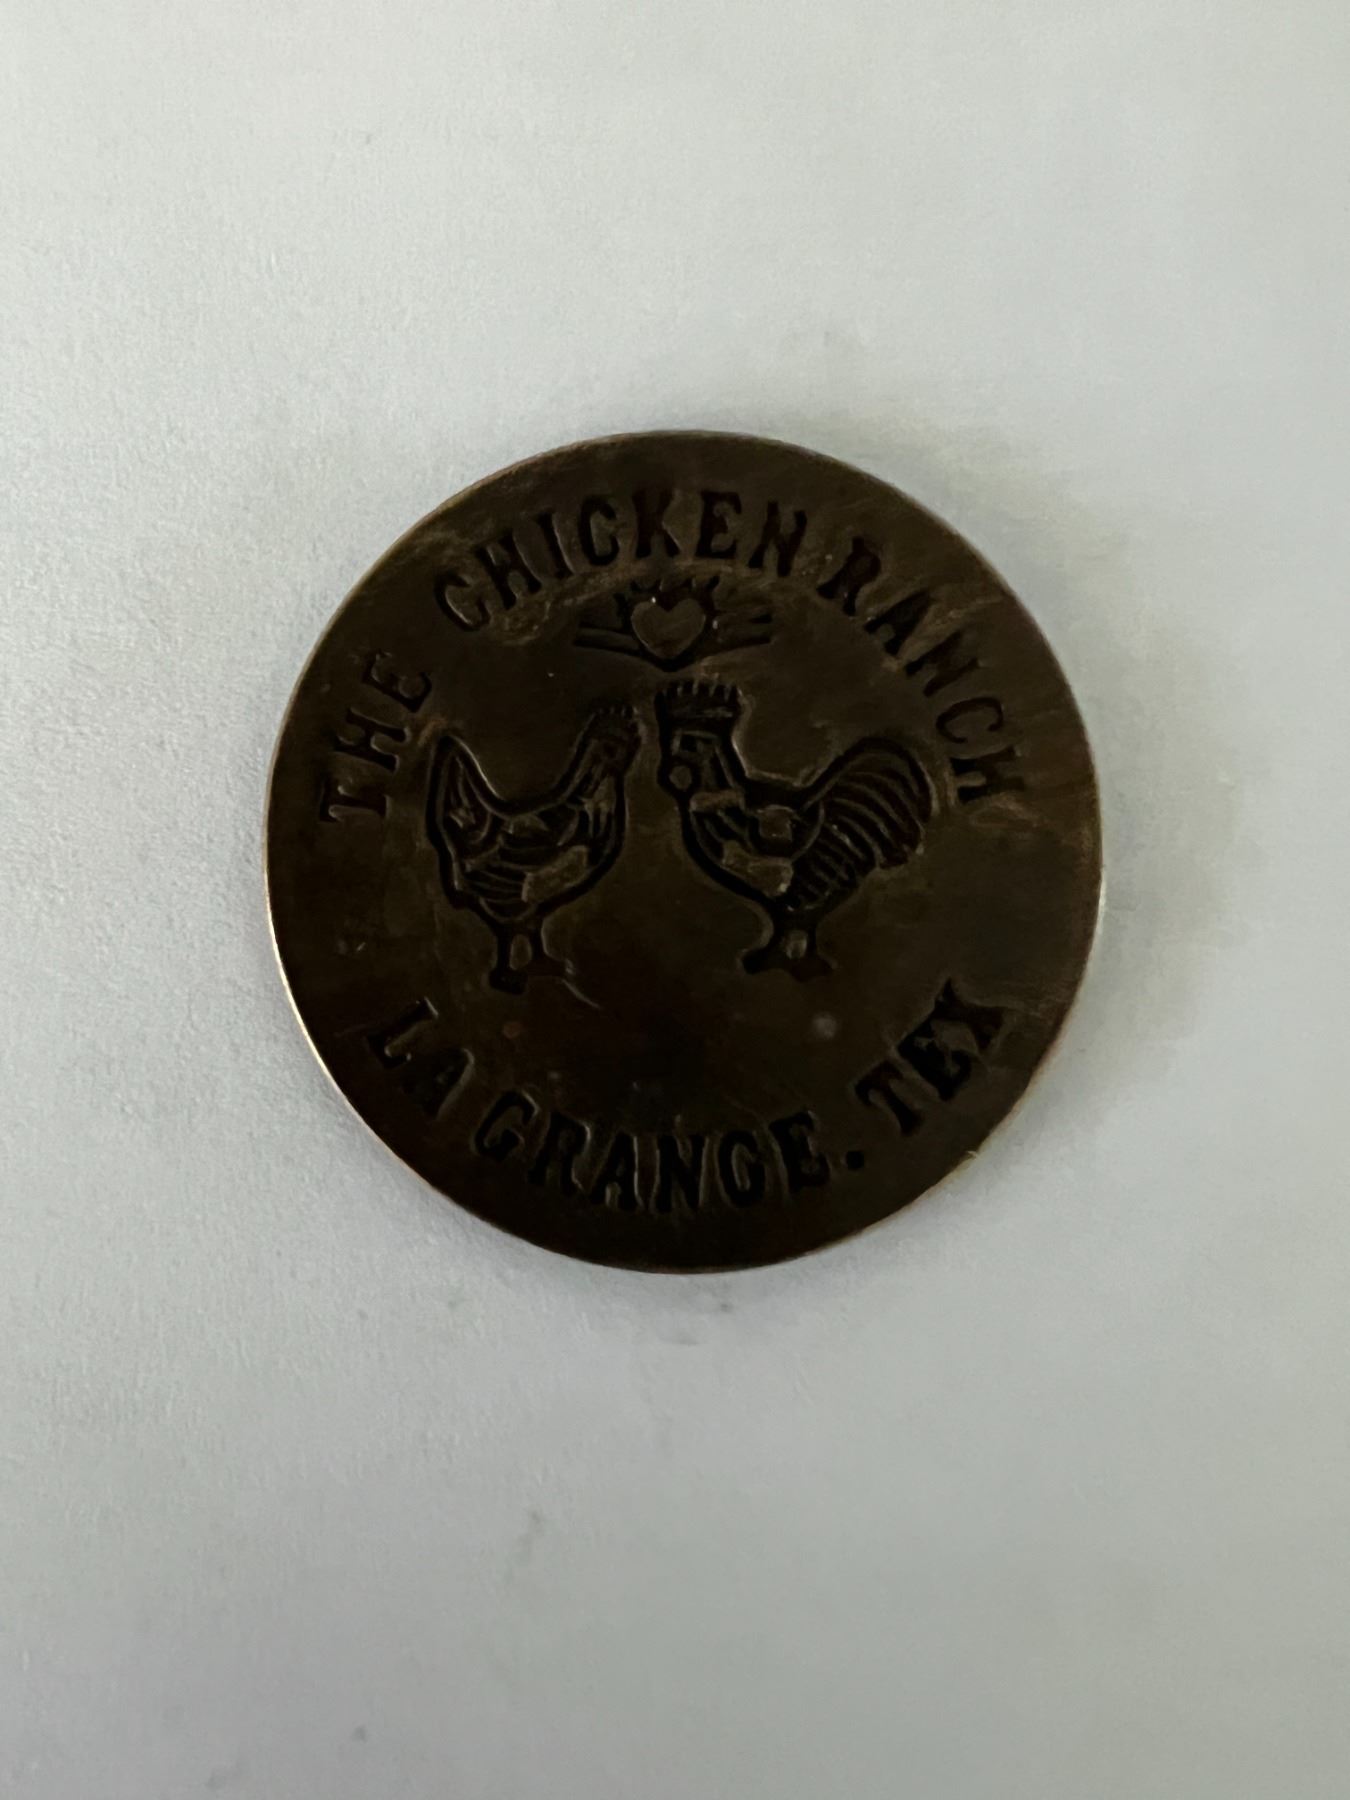 THE CHICKEN RANCH
LA GRANGE. TEX